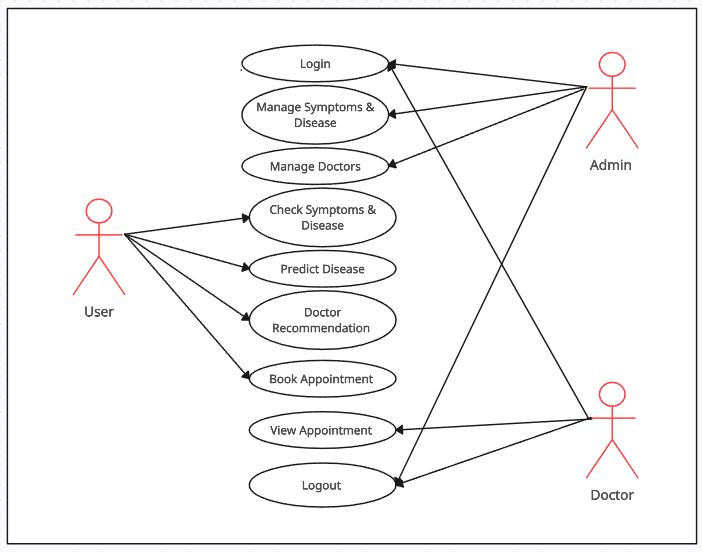 Login
Manage Symptoms &
Disease
Manage Doctors
Admin
Check Symptoms &
Disease
Predict Disease
User
Doctor
Recommendation
Book Appointment
View Appointment
Logout
Doctor